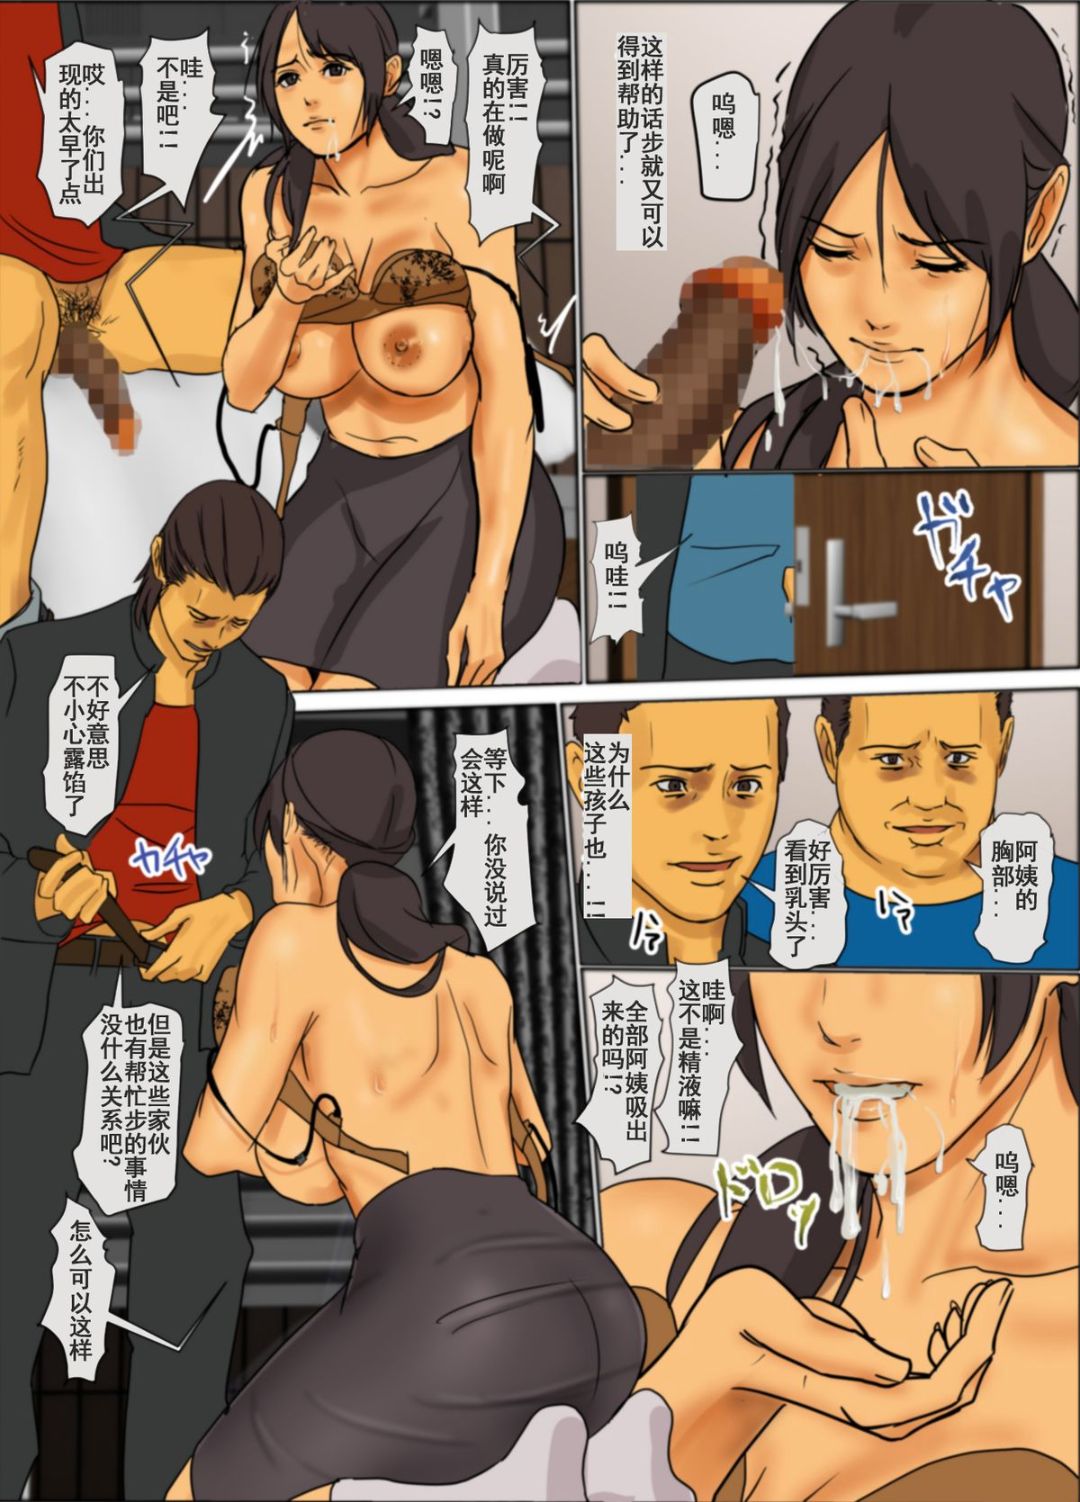 呜嗯...
这样的话步就又可以
得到帮助了...
厉害!!
真的在做呢啊
嗯嗯!?
哇...
不是吧!!
哎...你们出
现的太早了点
ガチャ
呜哇!!
不好意思
不小心露馅了
カチャ
等下...你没说过
会这样
但是这些家伙
也有帮忙步的事情
没什么关系吧?
怎么可以这样
阿姨的
胸部...
好厉害...
看到乳头了
为什么
这些孩子也...!!
哇啊...
这不是精液嘛!!
全部阿姨吸出
来的吗!?
呜嗯...
ドロッ